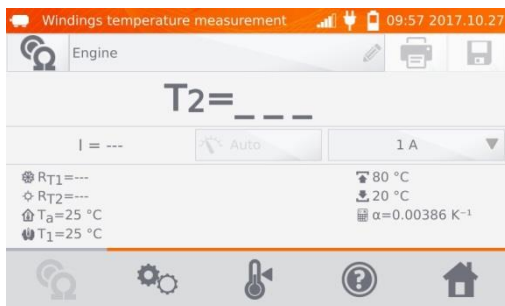 Windings temperature measurement 09:57 2017.10.27
Engine
T2=_ _ _
I = --- Auto 1 A
RT1=--- 80 °C
RT2=--- 20 °C
Ta=25 °C α=0.00386 K⁻¹
T1=25 °C